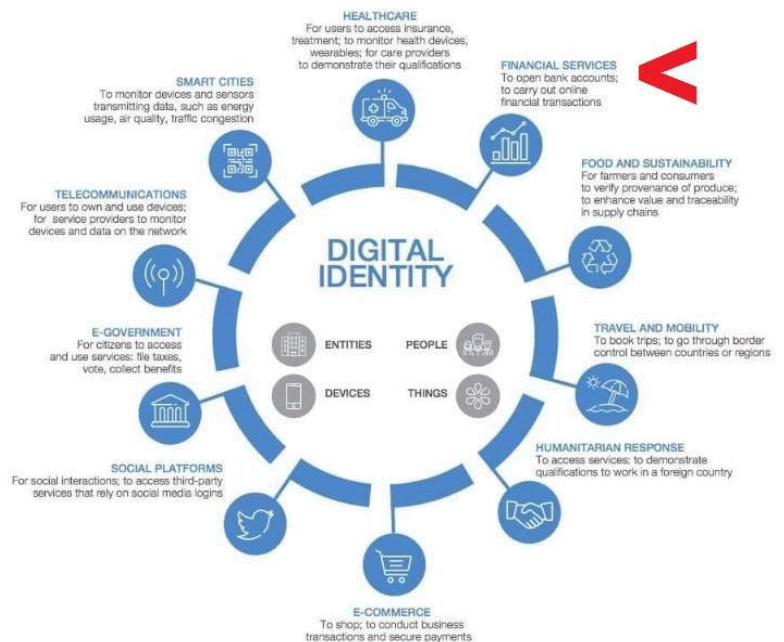 HEALTHCARE
For users to access insurance,
treatment; to monitor health devices,
wearables; for care providers
to demonstrate their qualifications
FINANCIAL SERVICES
To open bank accounts;
to carry out online
financial transactions
<
SMART CITIES
To monitor devices and sensors
transmitting data, such as energy
usage, air quality, traffic congestion
FOOD AND SUSTAINABILITY
For farmers and consumers
to verify provenance of produce;
to enhance value and traceability
in supply chains
TELECOMMUNICATIONS
For users to own and use devices;
for service providers to monitor
devices and data on the network
DIGITAL
IDENTITY
ENTITIES
PEOPLE
DEVICES
THINGS
E-GOVERNMENT
For citizens to access
and use services: file taxes,
vote, collect benefits
TRAVEL AND MOBILITY
To book trips; to go through border
control between countries or regions
SOCIAL PLATFORMS
For social interactions; to access third-party
services that rely on social media logins
HUMANITARIAN RESPONSE
To access services; to demonstrate
qualifications to work in a foreign country
E-COMMERCE
To shop; to conduct business
transactions and secure payments